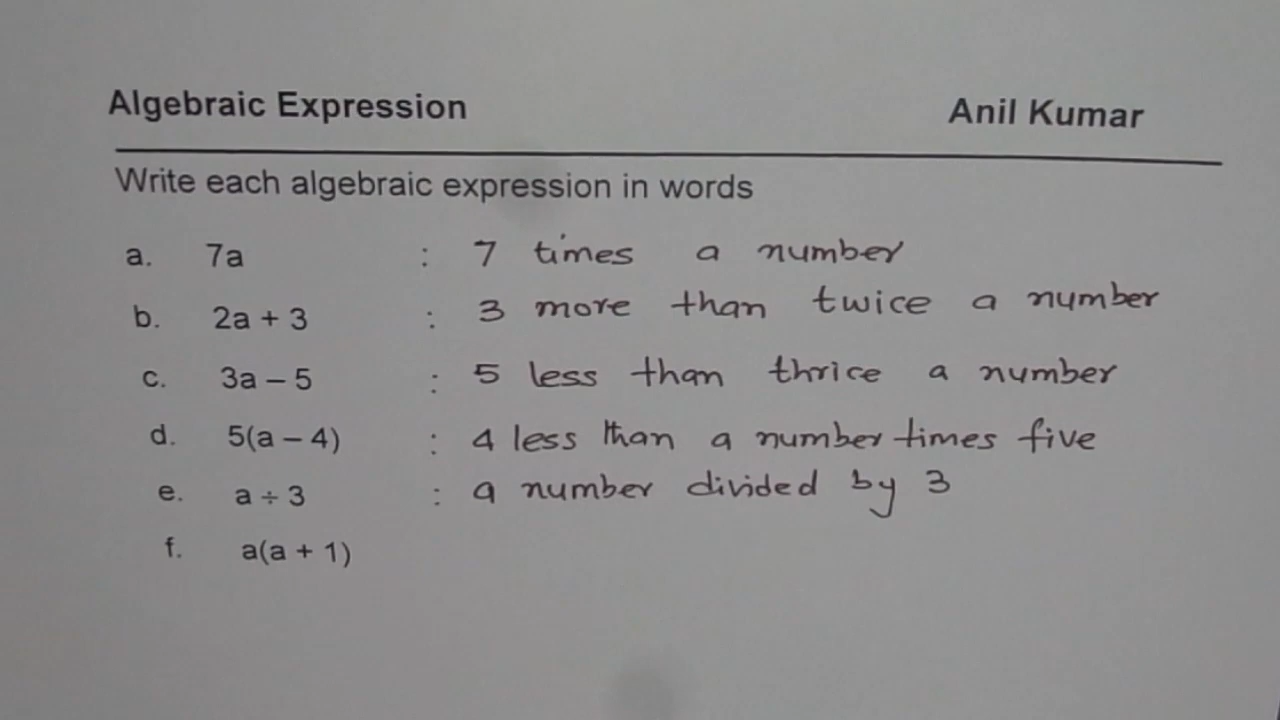 Algebraic Expression Anil Kumar
Write each algebraic expression in words
a. 7a : 7 times a number
b. 2a + 3 : 3 more than twice a number
c. 3a – 5 : 5 less than thrice a number
d. 5(a – 4) : 4 less than a number times five
e. a ÷ 3 : a number divided by 3
f. a(a + 1)